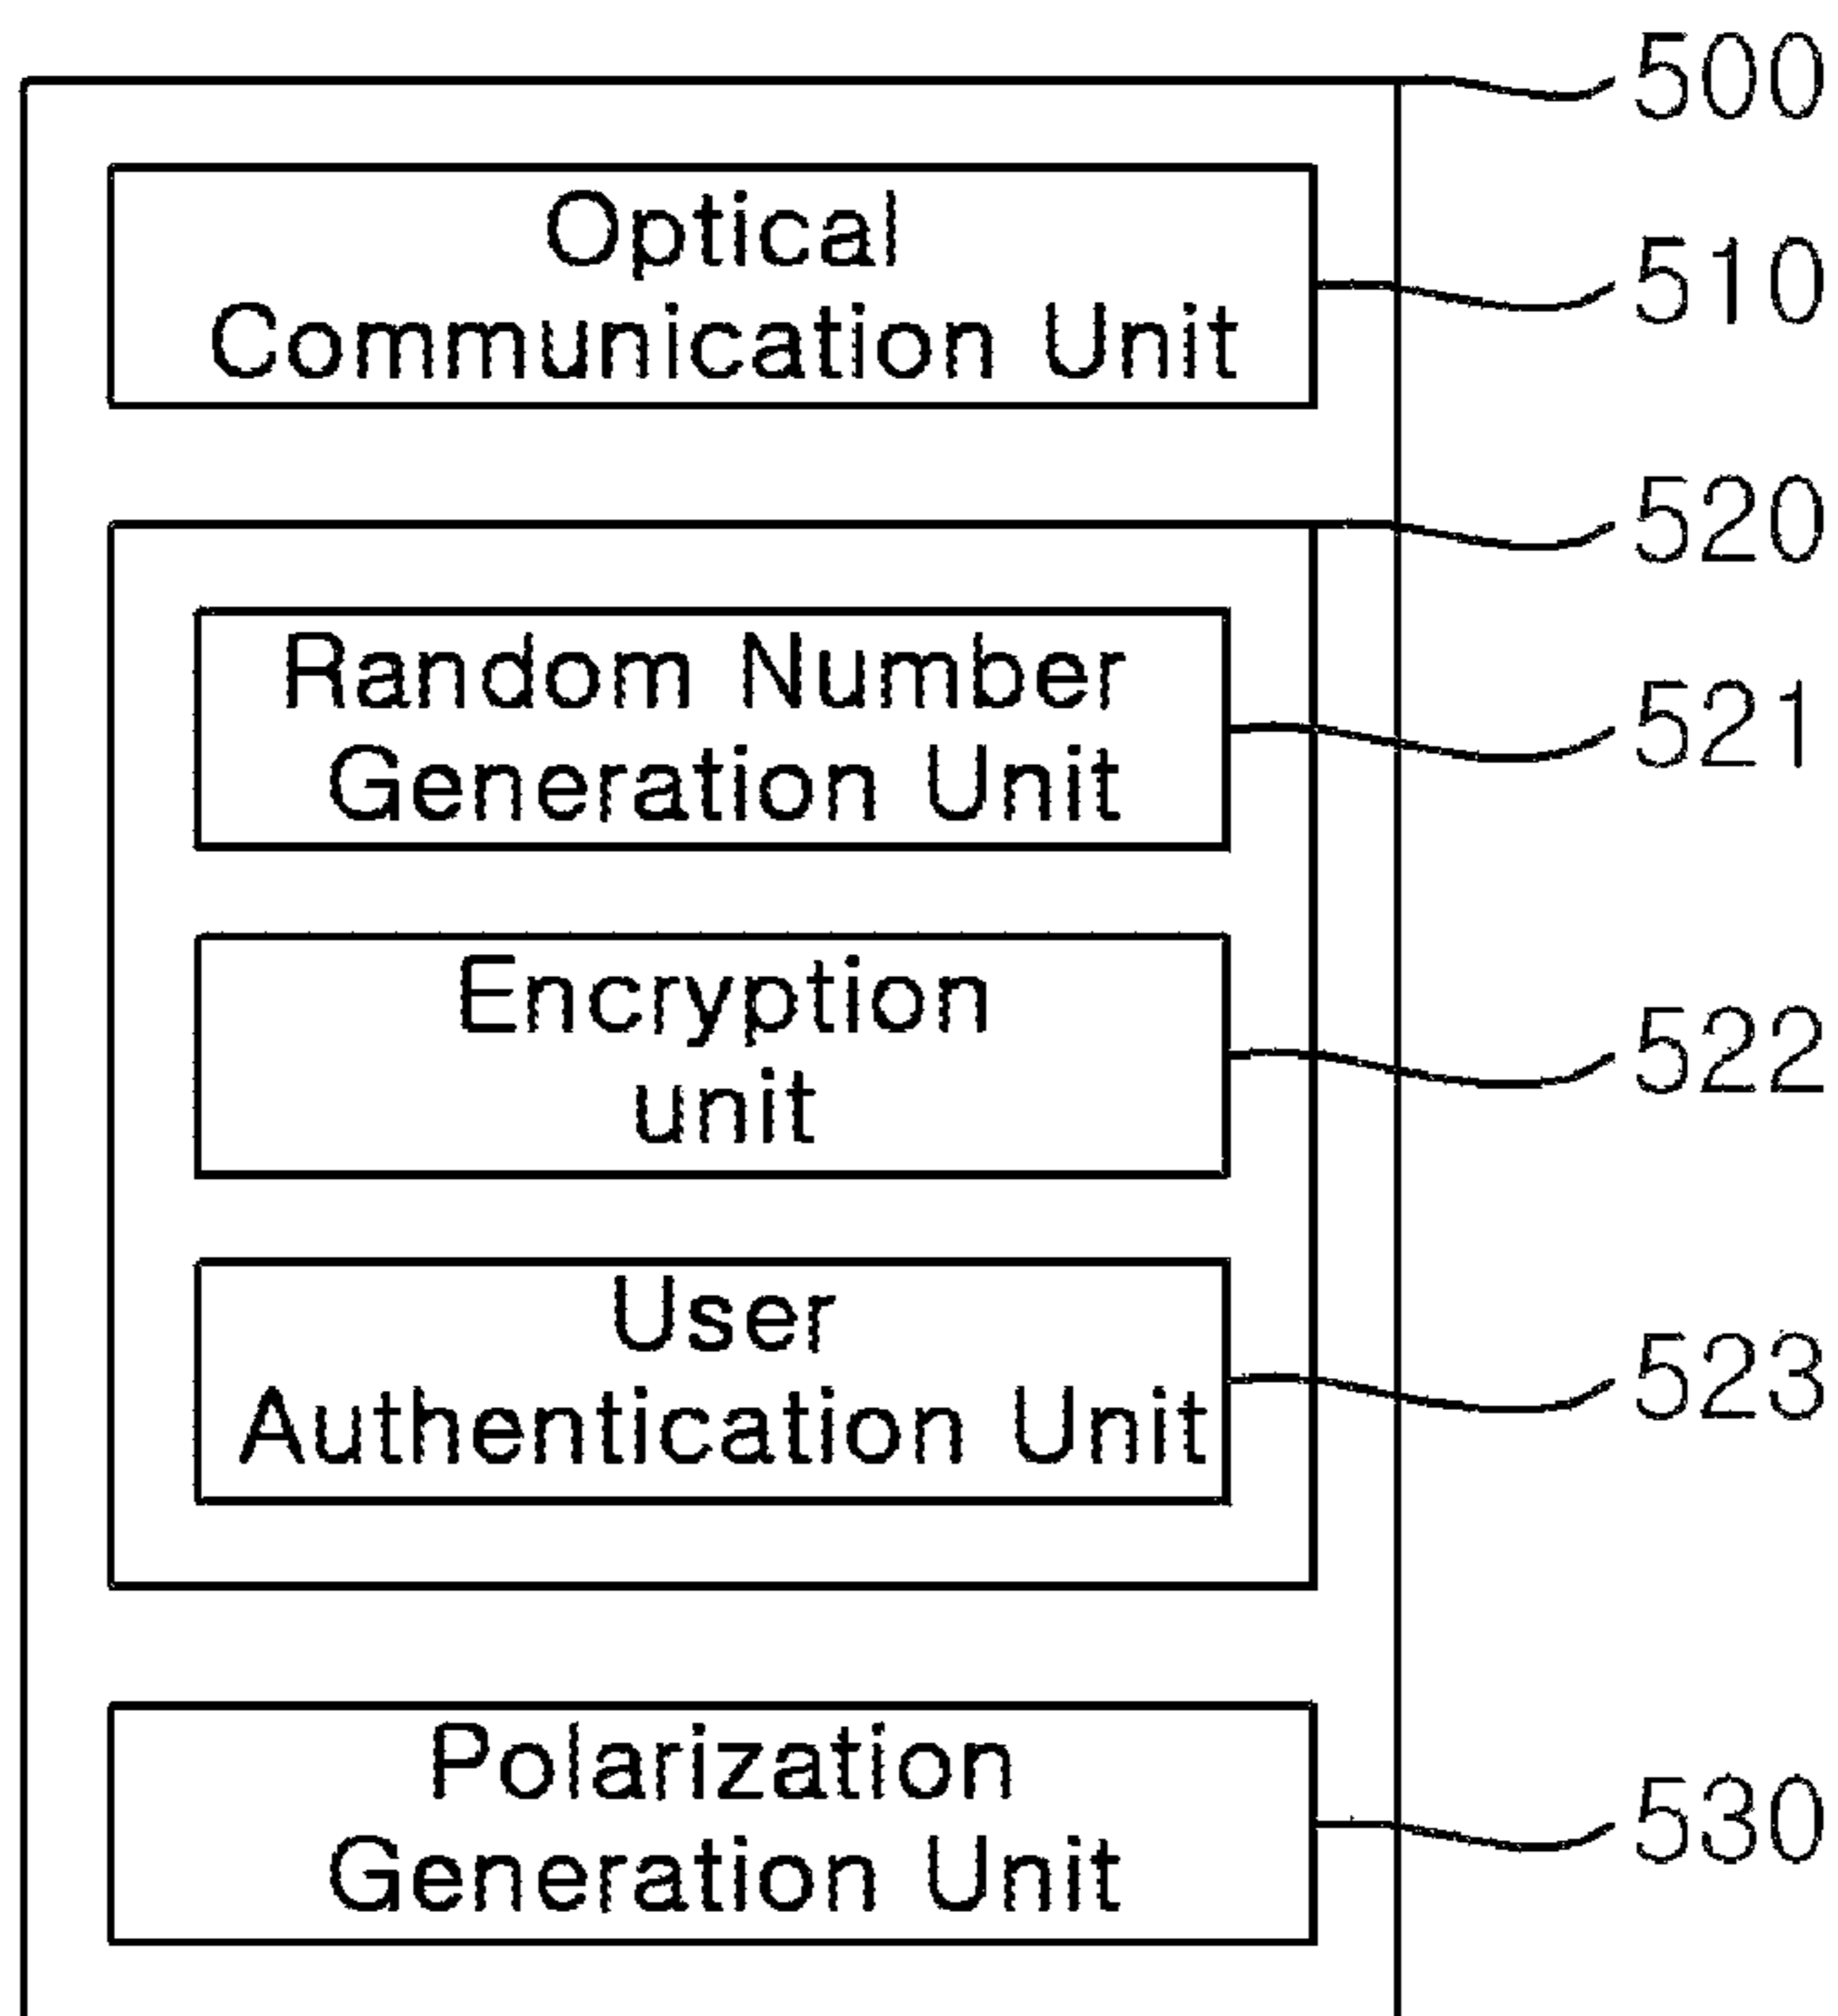 500
Optical
Communication Unit
510
520
Random Number
Generation Unit
521
Encryption
unit
522
User
Authentication Unit
523
Polarization
Generation Unit
530